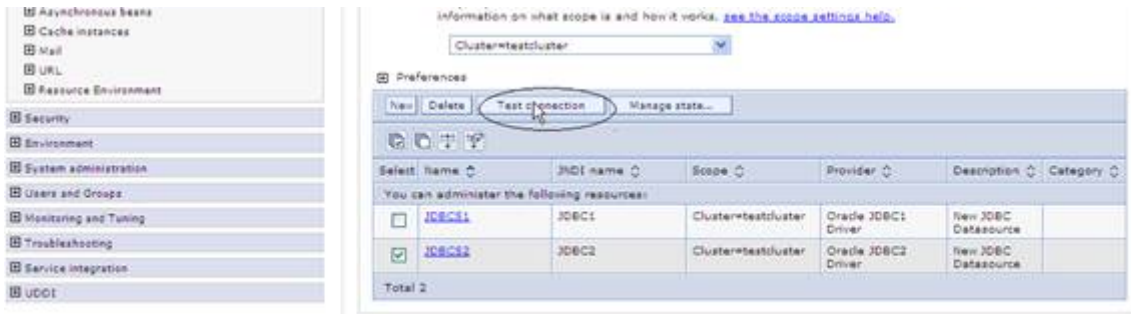 Asynchronous beans
Cache instances
Mail
URL
Resource Environment
Security
Environment
System administration
Users and Groups
Monitoring and Tuning
Troubleshooting
Service integration
UDDI
information on what scope is and how it works, see the scope settings help.
Cluster=testcluster
Preferences
New Delete Test connection Manage state...
Select Name JNDI name Scope Provider Description Category
You can administer the following resources:
JDBCS1 JDBC1 Cluster=testcluster Oracle JDBC1 Driver New JDBC Datasource
JDBCS2 JDBC2 Cluster=testcluster Oracle JDBC2 Driver New JDBC Datasource
Total 2